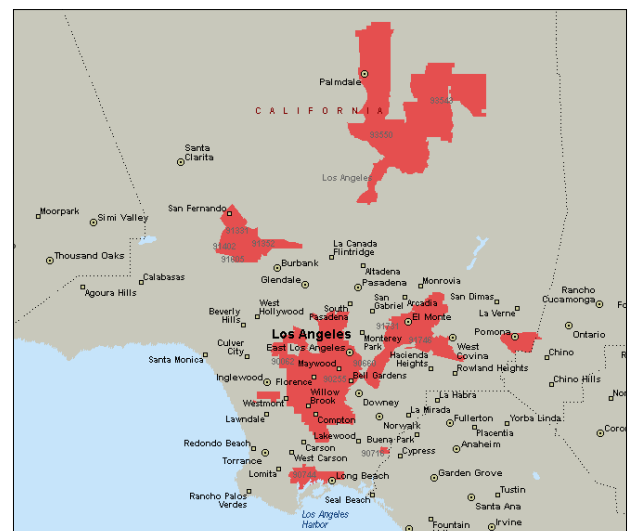 Palmdale
93543
CALIFORNIA
93550
Santa
Clarita
Los Angeles
San Fernando
Moorpark
Simi Valley
91331
91402
91352
91605
La Canada
Flintridge
Thousand Oaks
Burbank
Altadena
Calabasas
Glendale
Pasadena
Monrovia
Agoura Hills
San
Gabriel
Arcadia
San Dimas
Rancho
Cucamonga
La Verne
West
Hollywood
South
Pasadena
Beverly
Hills
El Monte
91731
Los Angeles
Monterey
Park
Pomona
Ontario
Culver
City
East Los Angeles
91746
West
Covina
Santa Monica
Hacienda
Heights
Chino
Maywood
Rowland Heights
Inglewood
Florence
Bell Gardens
Chino Hills
Willow
Brook
Westmont
Downey
La Habra
Lawndale
Compton
La Mirada
Norwalk
Fullerton
Yorba Linda
Placentia
Lakewood
Buena Park
Redondo Beach
Carson
90716
Cypress
Anaheim
Torrance
West Carson
Lomita
90744
Long Beach
Garden Grove
Rancho Palos
Verdes
Seal Beach
Tustin
Santa Ana
Los Angeles
Harbor
Fountain
Irvine